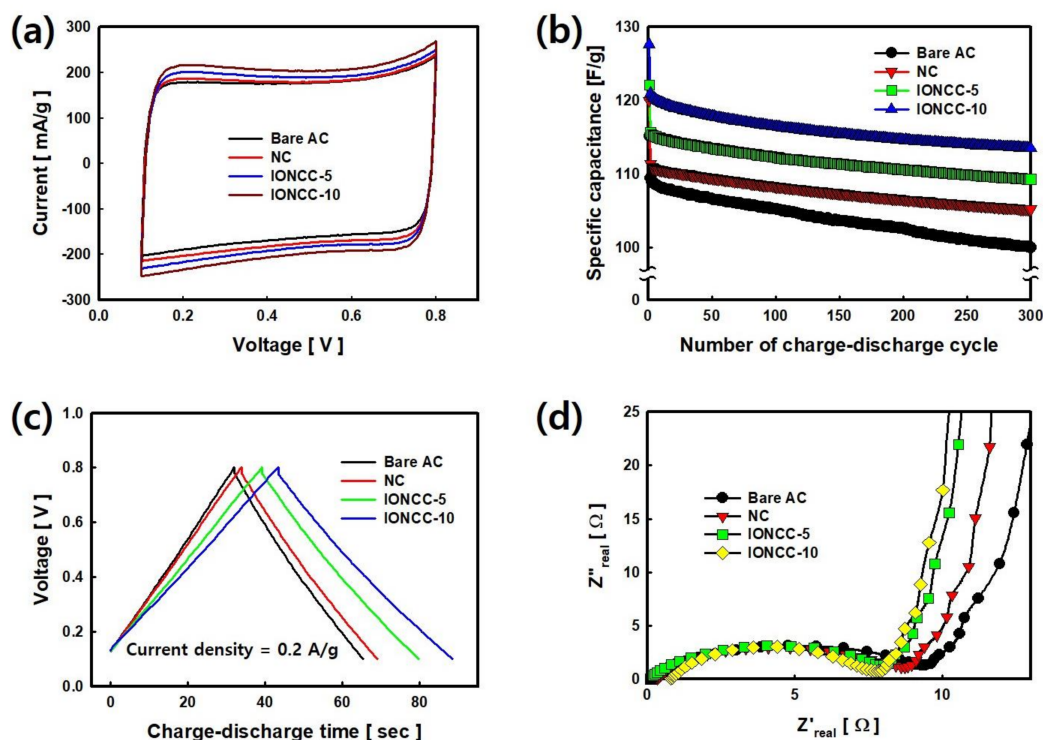 (a)
300
200
100
0
-100
-200
-300
Current [ mA/g ]
Bare AC
NC
IONCC-5
IONCC-10
0.0
0.2
0.4
0.6
0.8
Voltage [ V ]
(b)
130
120
110
100
0
Specific capacitance [F/g]
Bare AC
NC
IONCC-5
IONCC-10
0
50
100
150
200
250
300
Number of charge-discharge cycle
(c)
1.0
0.8
0.6
0.4
0.2
0.0
Voltage [ V ]
Bare AC
NC
IONCC-5
IONCC-10
Current density = 0.2 A/g
0
20
40
60
80
Charge-discharge time [ sec ]
(d)
25
20
15
10
5
0
Z"real [ Ω ]
Bare AC
NC
IONCC-5
IONCC-10
0
5
10
Z'real [ Ω ]